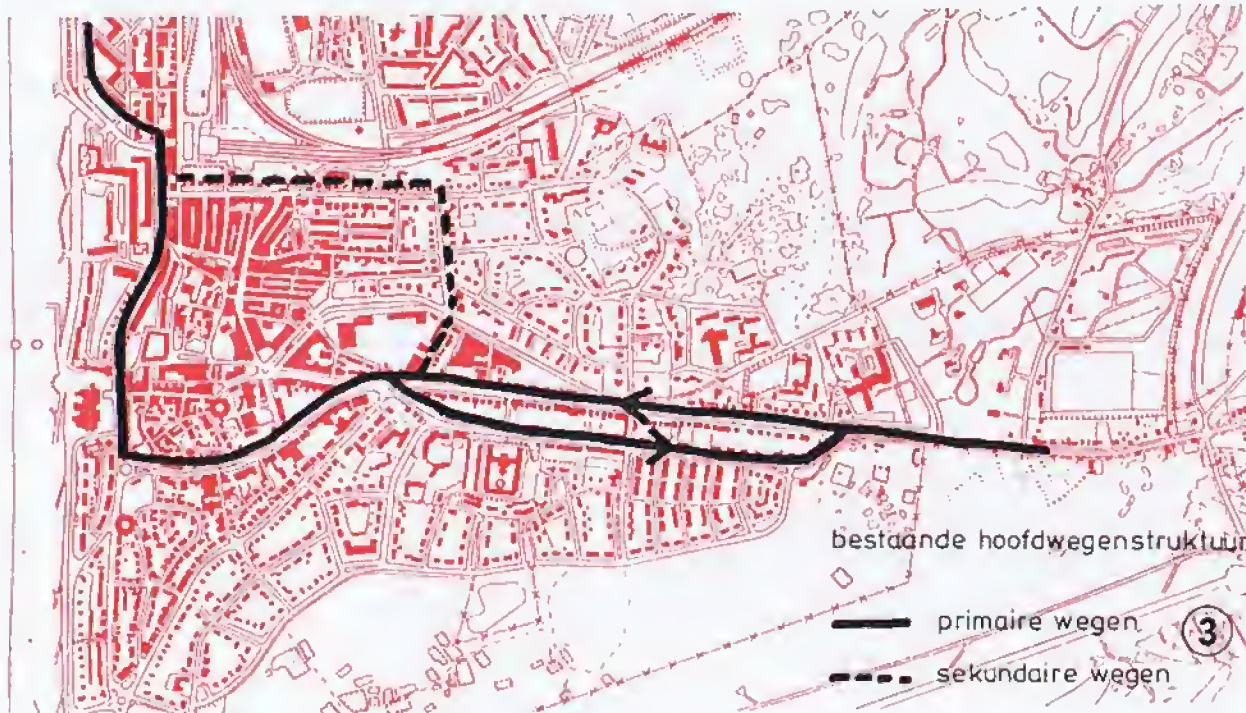 bestaande hoofdwegenstruktuur
primaire wegen
3
sekundaire wegen